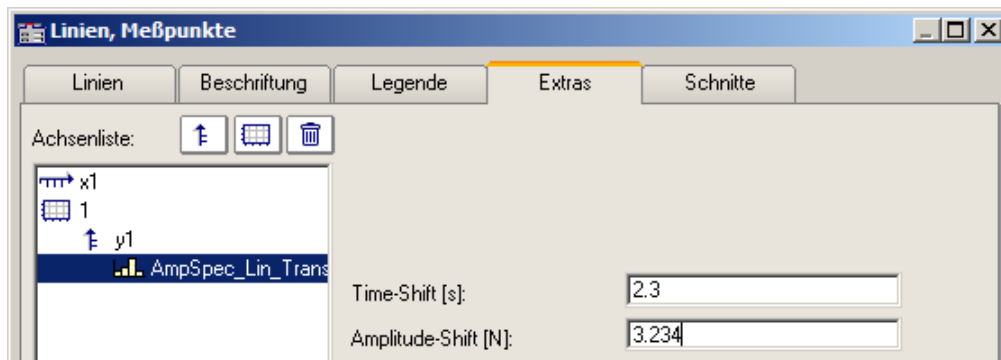 Linien, Meßpunkte
Linien Beschriftung Legende Extras Schnitte
Achsenliste:
x1
1
y1
AmpSpec_Lin_Trans
Time-Shift [s]: 2.3
Amplitude-Shift [N]: 3.234